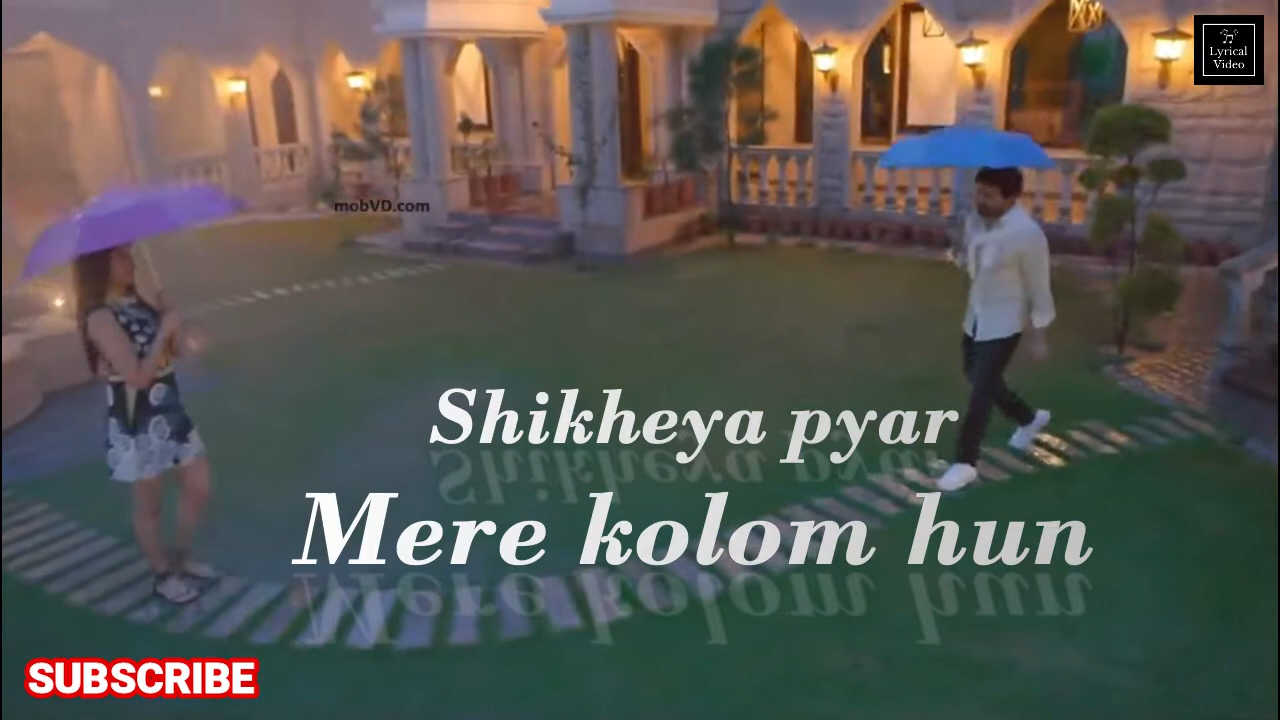 Lyrical
Video
mobVD.com
Shikheya pyar
Mere kolom hun
SUBSCRIBE